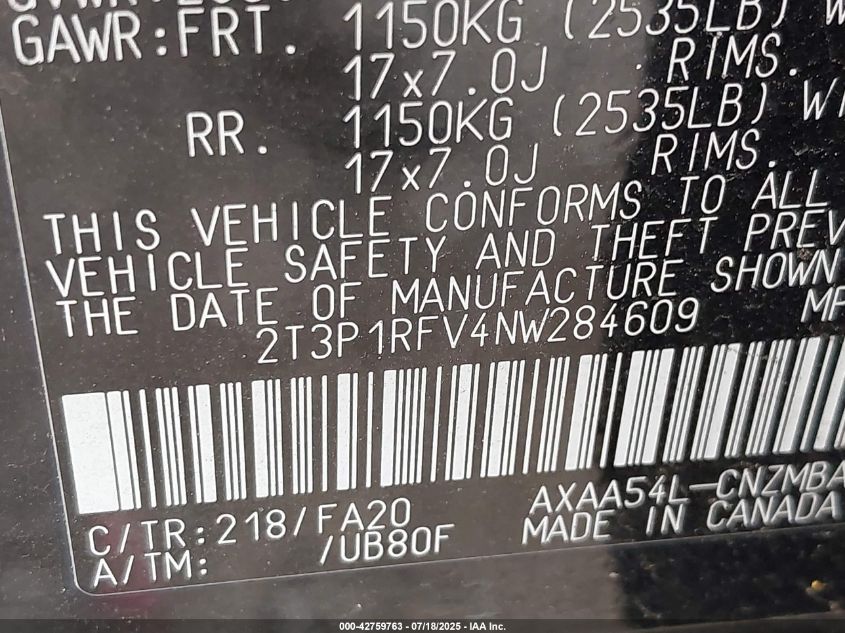 GAWR:FRT. 1150KG (2535LB)
17x7.0J RIMS.
RR. 1150KG (2535LB)
17x7.0J RIMS.
THIS VEHICLE CONFORMS TO ALL
VEHICLE SAFETY AND THEFT PREV
THE DATE OF MANUFACTURE SHOWN
2T3P1RFV4NW284609
C/TR:218/FA20 AXAA54L-CNZMBA
A/TM: /UB80F MADE IN CANADA
000-42759763 - 07/18/2025 - IAA Inc.